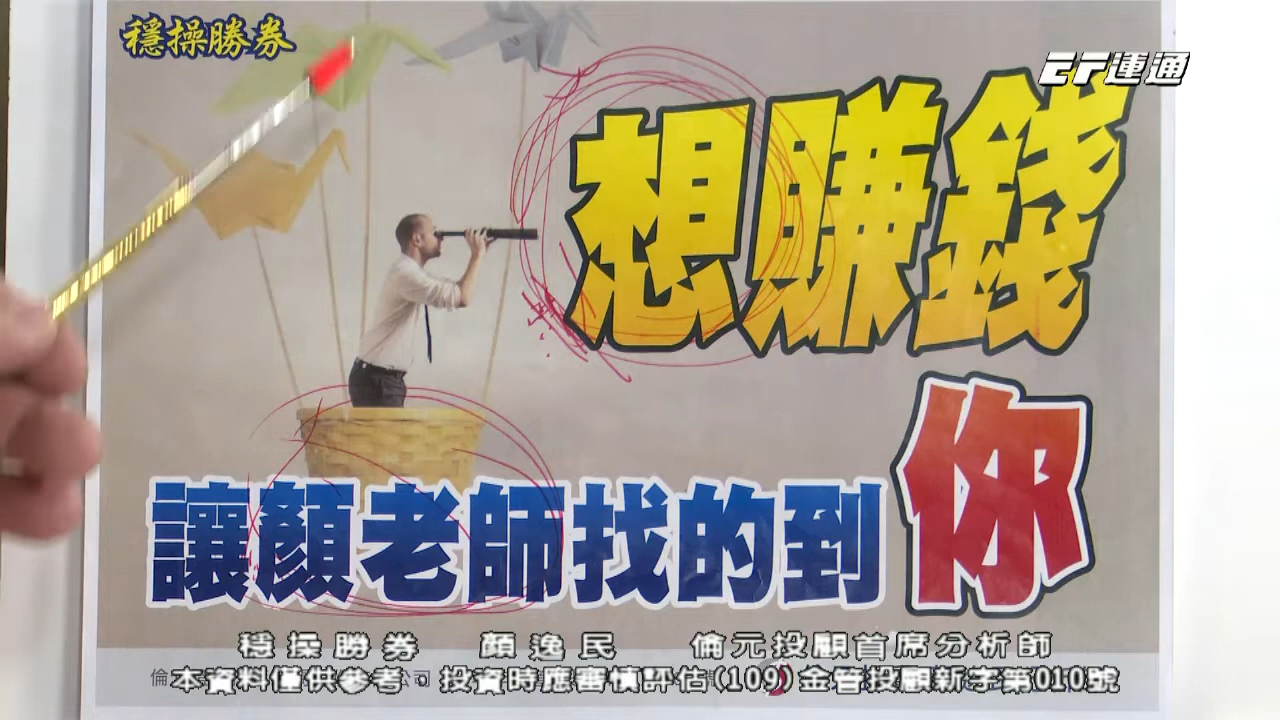 穩操勝券
EF運通
想賺錢
你
讓顏老師找的到
穩操勝券 顏逸民 倫元投顧首席分析師
本資料僅供參考。投資時應審慎評估(109)金管投顧新字第010號